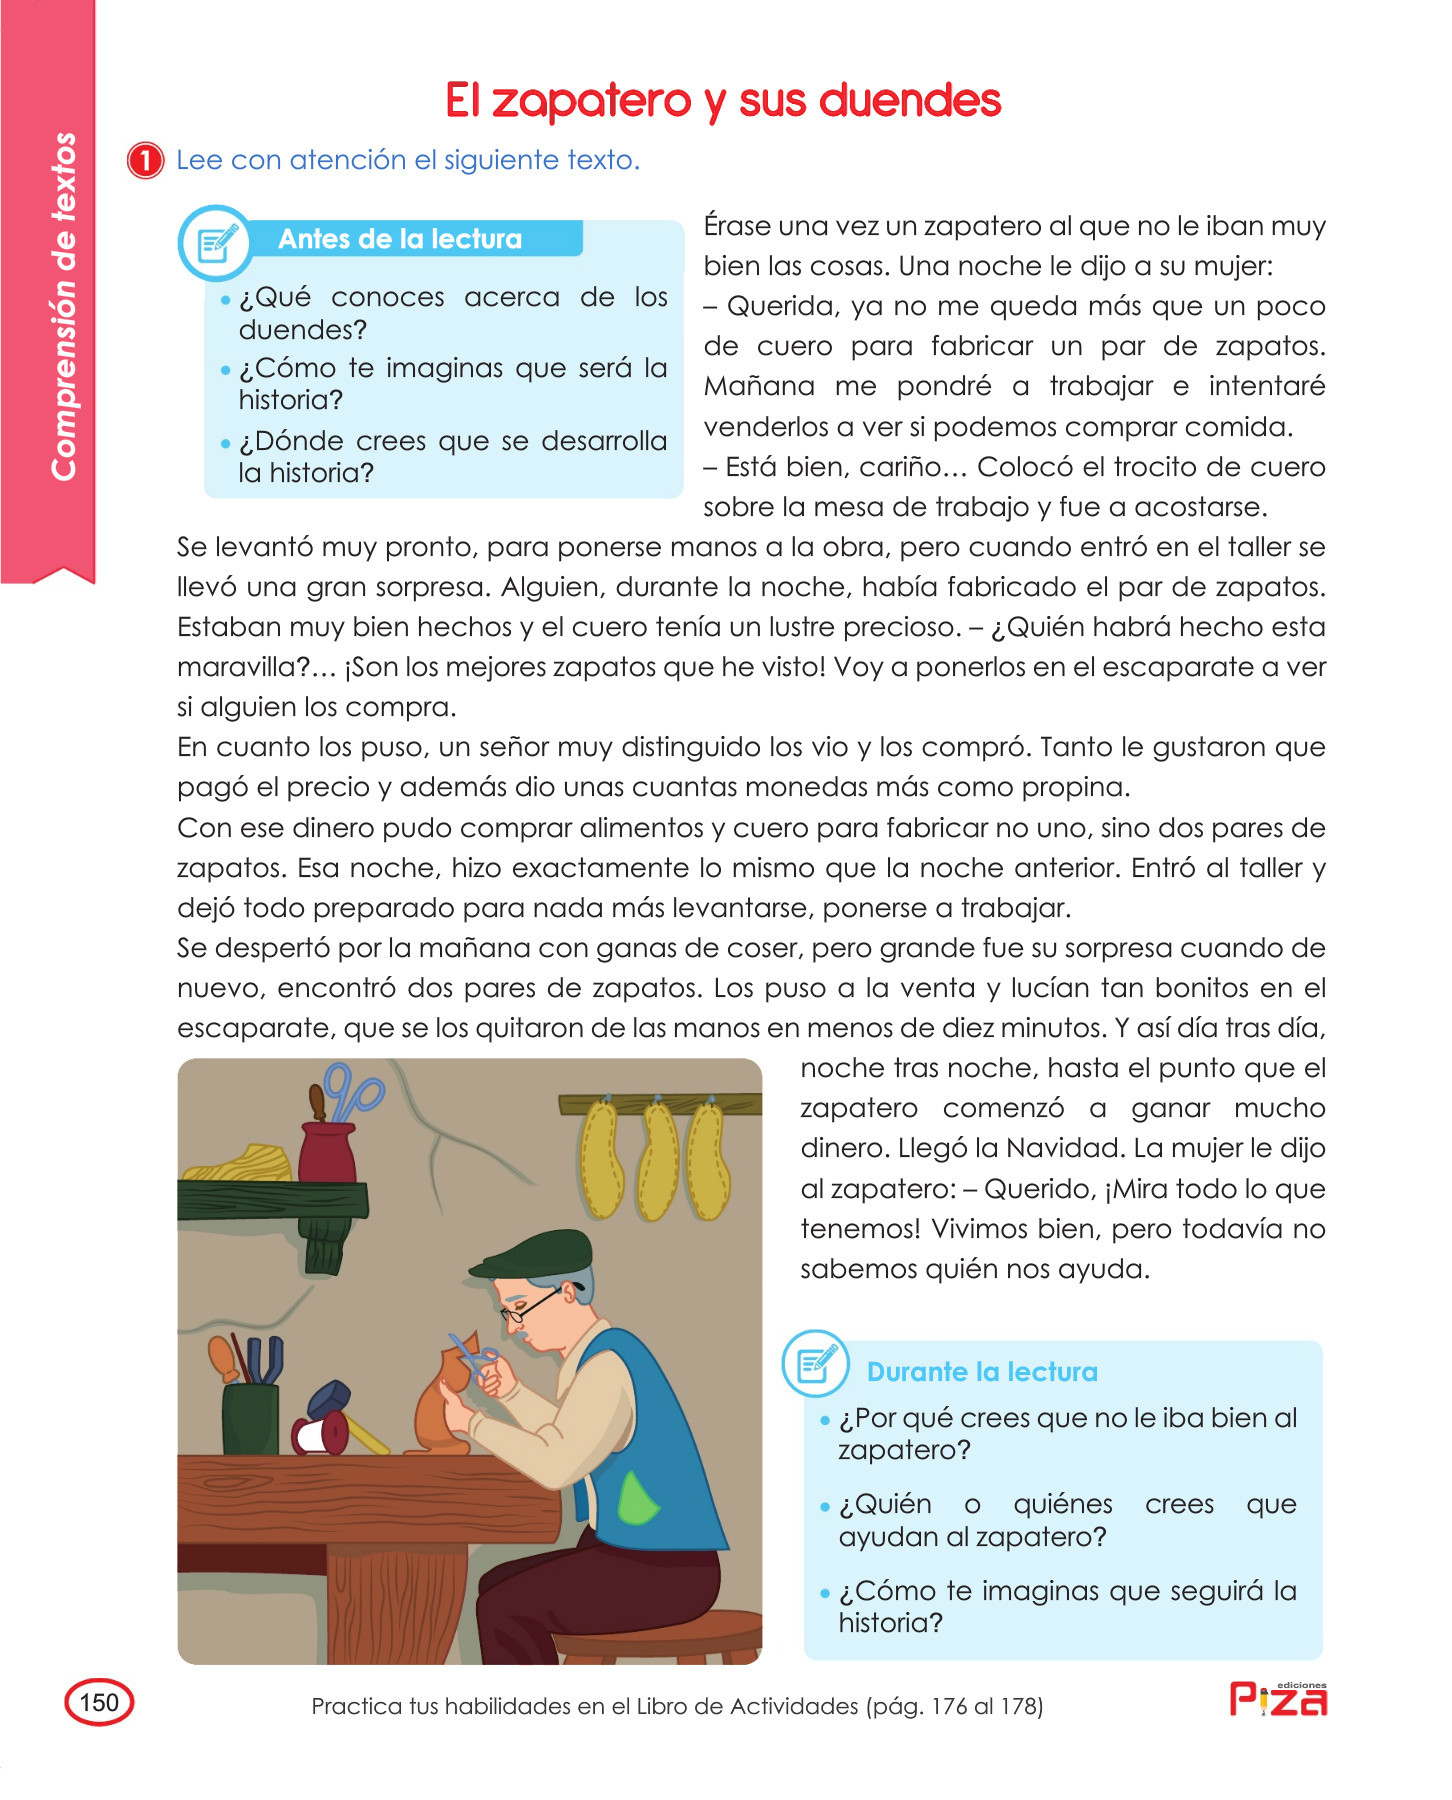 Comprensión de textos
El zapatero y sus duendes
1 Lee con atención el siguiente texto.
Antes de la lectura
• ¿Qué conoces acerca de los
duendes?
• ¿Cómo te imaginas que será la
historia?
• ¿Dónde crees que se desarrolla
la historia?
Érase una vez un zapatero al que no le iban muy
bien las cosas. Una noche le dijo a su mujer:
– Querida, ya no me queda más que un poco
de cuero para fabricar un par de zapatos.
Mañana me pondré a trabajar e intentaré
venderlos a ver si podemos comprar comida.
– Está bien, cariño… Colocó el trocito de cuero
sobre la mesa de trabajo y fue a acostarse.
Se levantó muy pronto, para ponerse manos a la obra, pero cuando entró en el taller se
llevó una gran sorpresa. Alguien, durante la noche, había fabricado el par de zapatos.
Estaban muy bien hechos y el cuero tenía un lustre precioso. – ¿Quién habrá hecho esta
maravilla?… ¡Son los mejores zapatos que he visto! Voy a ponerlos en el escaparate a ver
si alguien los compra.
En cuanto los puso, un señor muy distinguido los vio y los compró. Tanto le gustaron que
pagó el precio y además dio unas cuantas monedas más como propina.
Con ese dinero pudo comprar alimentos y cuero para fabricar no uno, sino dos pares de
zapatos. Esa noche, hizo exactamente lo mismo que la noche anterior. Entró al taller y
dejó todo preparado para nada más levantarse, ponerse a trabajar.
Se despertó por la mañana con ganas de coser, pero grande fue su sorpresa cuando de
nuevo, encontró dos pares de zapatos. Los puso a la venta y lucían tan bonitos en el
escaparate, que se los quitaron de las manos en menos de diez minutos. Y así día tras día,
noche tras noche, hasta el punto que el
zapatero comenzó a ganar mucho
dinero. Llegó la Navidad. La mujer le dijo
al zapatero: – Querido, ¡Mira todo lo que
tenemos! Vivimos bien, pero todavía no
sabemos quién nos ayuda.
Durante la lectura
• ¿Por qué crees que no le iba bien al
zapatero?
• ¿Quién o quiénes crees que
ayudan al zapatero?
• ¿Cómo te imaginas que seguirá la
historia?
150
Practica tus habilidades en el Libro de Actividades (pág. 176 al 178)
ediciones
Piza